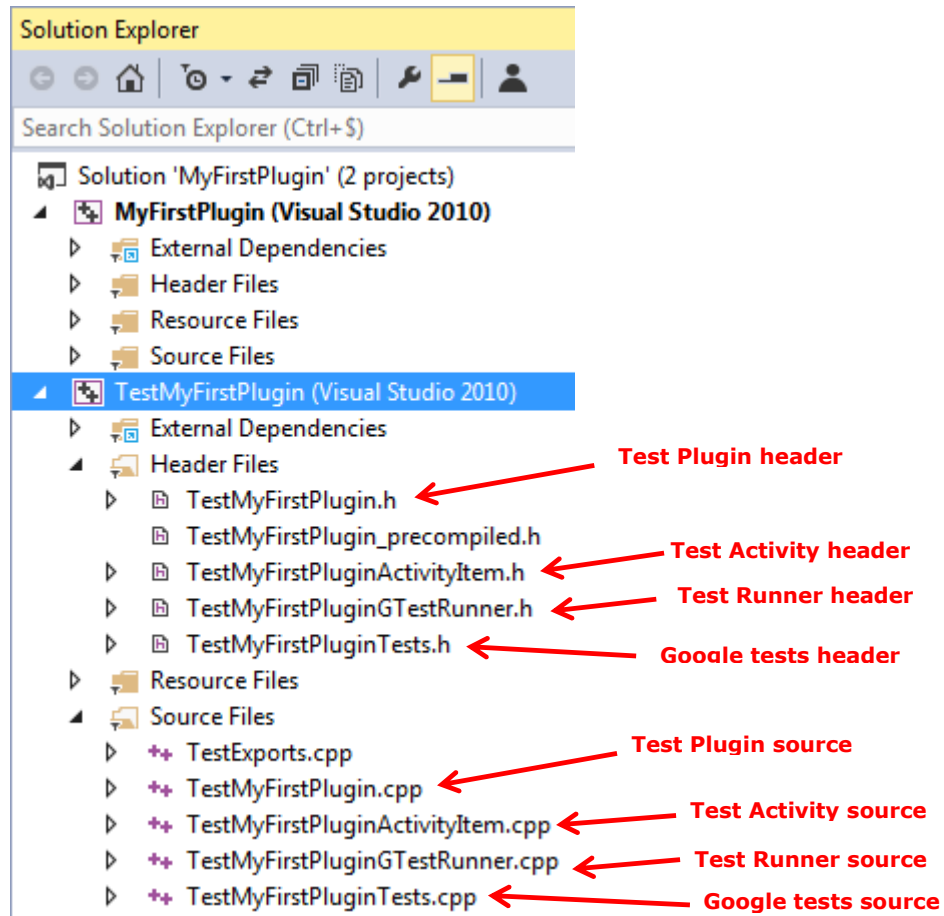 Solution Explorer
Search Solution Explorer (Ctrl+$)
Solution 'MyFirstPlugin' (2 projects)
MyFirstPlugin (Visual Studio 2010)
External Dependencies
Header Files
Resource Files
Source Files
TestMyFirstPlugin (Visual Studio 2010)
External Dependencies
Header Files
Test Plugin header
TestMyFirstPlugin.h
TestMyFirstPlugin_precompiled.h
Test Activity header
TestMyFirstPluginActivityItem.h
Test Runner header
TestMyFirstPluginGTestRunner.h
TestMyFirstPluginTests.h
Google tests header
Resource Files
Source Files
Test Plugin source
TestExports.cpp
TestMyFirstPlugin.cpp
Test Activity source
TestMyFirstPluginActivityItem.cpp
TestMyFirstPluginGTestRunner.cpp
Test Runner source
TestMyFirstPluginTests.cpp
Google tests source